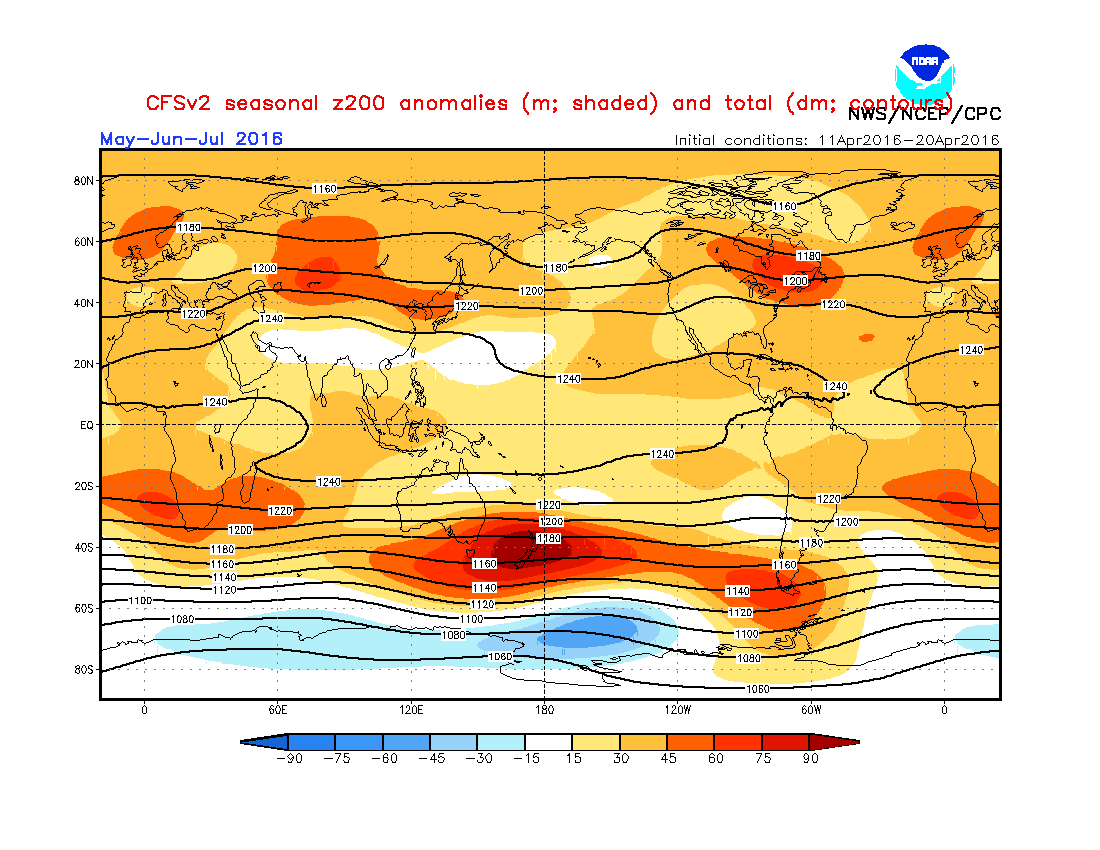 NOAA
CFSv2 seasonal z200 anomalies (m; shaded) and total (dm; contours)
NWS/NCEP/CPC
May-Jun-Jul 2016
Initial conditions: 11Apr2016-20Apr2016
80N
1160
1160
60N
1180
1180
1180
1200
1200
1200
40N
1220
1220
1220
1240
20N
1240
1240
1240
1240
EQ
1240
20S
1240
1220
1220
1220
1200
1200
1200
40S
1180
1180
1180
1160
1160
1160
1140
1140
1140
1120
1120
1120
60S
1100
1100
1100
1080
1080
1080
80S
1060
1060
0 60E 120E 180 120W 60W 0
-90 -75 -60 -45 -30 -15 15 30 45 60 75 90